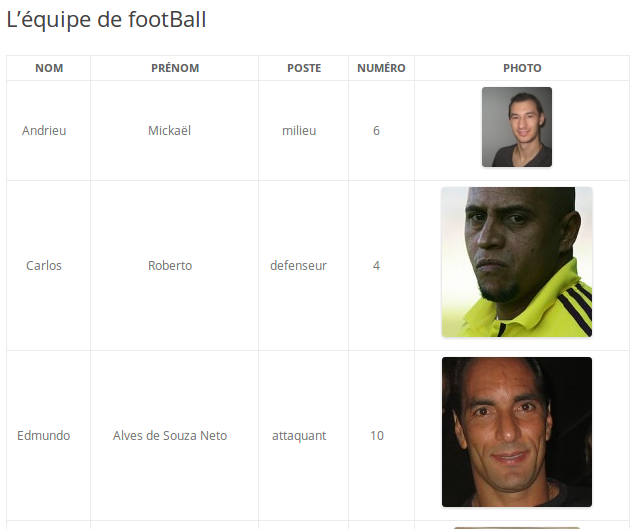 L’équipe de footBall
NOM PRÉNOM POSTE NUMÉRO PHOTO
Andrieu Mickaël milieu 6
Carlos Roberto defenseur 4
Edmundo Alves de Souza Neto attaquant 10